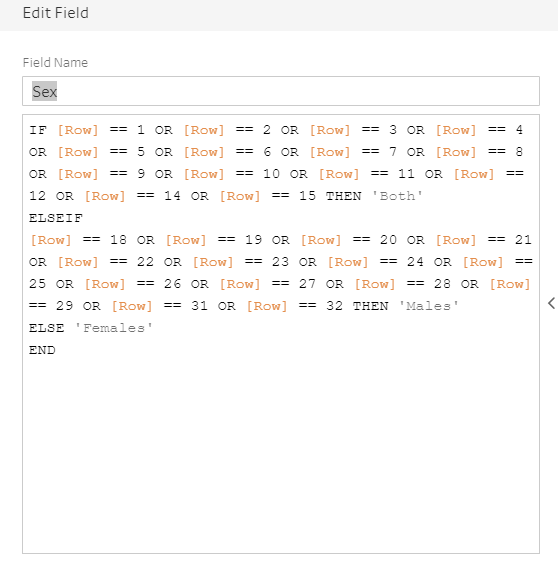 Edit Field
Field Name
Sex
IF [Row] == 1 OR [Row] == 2 OR [Row] == 3 OR [Row] == 4
OR [Row] == 5 OR [Row] == 6 OR [Row] == 7 OR [Row] == 8
OR [Row] == 9 OR [Row] == 10 OR [Row] == 11 OR [Row] ==
12 OR [Row] == 14 OR [Row] == 15 THEN 'Both'
ELSEIF
[Row] == 18 OR [Row] == 19 OR [Row] == 20 OR [Row] == 21
OR [Row] == 22 OR [Row] == 23 OR [Row] == 24 OR [Row] ==
25 OR [Row] == 26 OR [Row] == 27 OR [Row] == 28 OR [Row]
== 29 OR [Row] == 31 OR [Row] == 32 THEN 'Males'
ELSE 'Females'
END